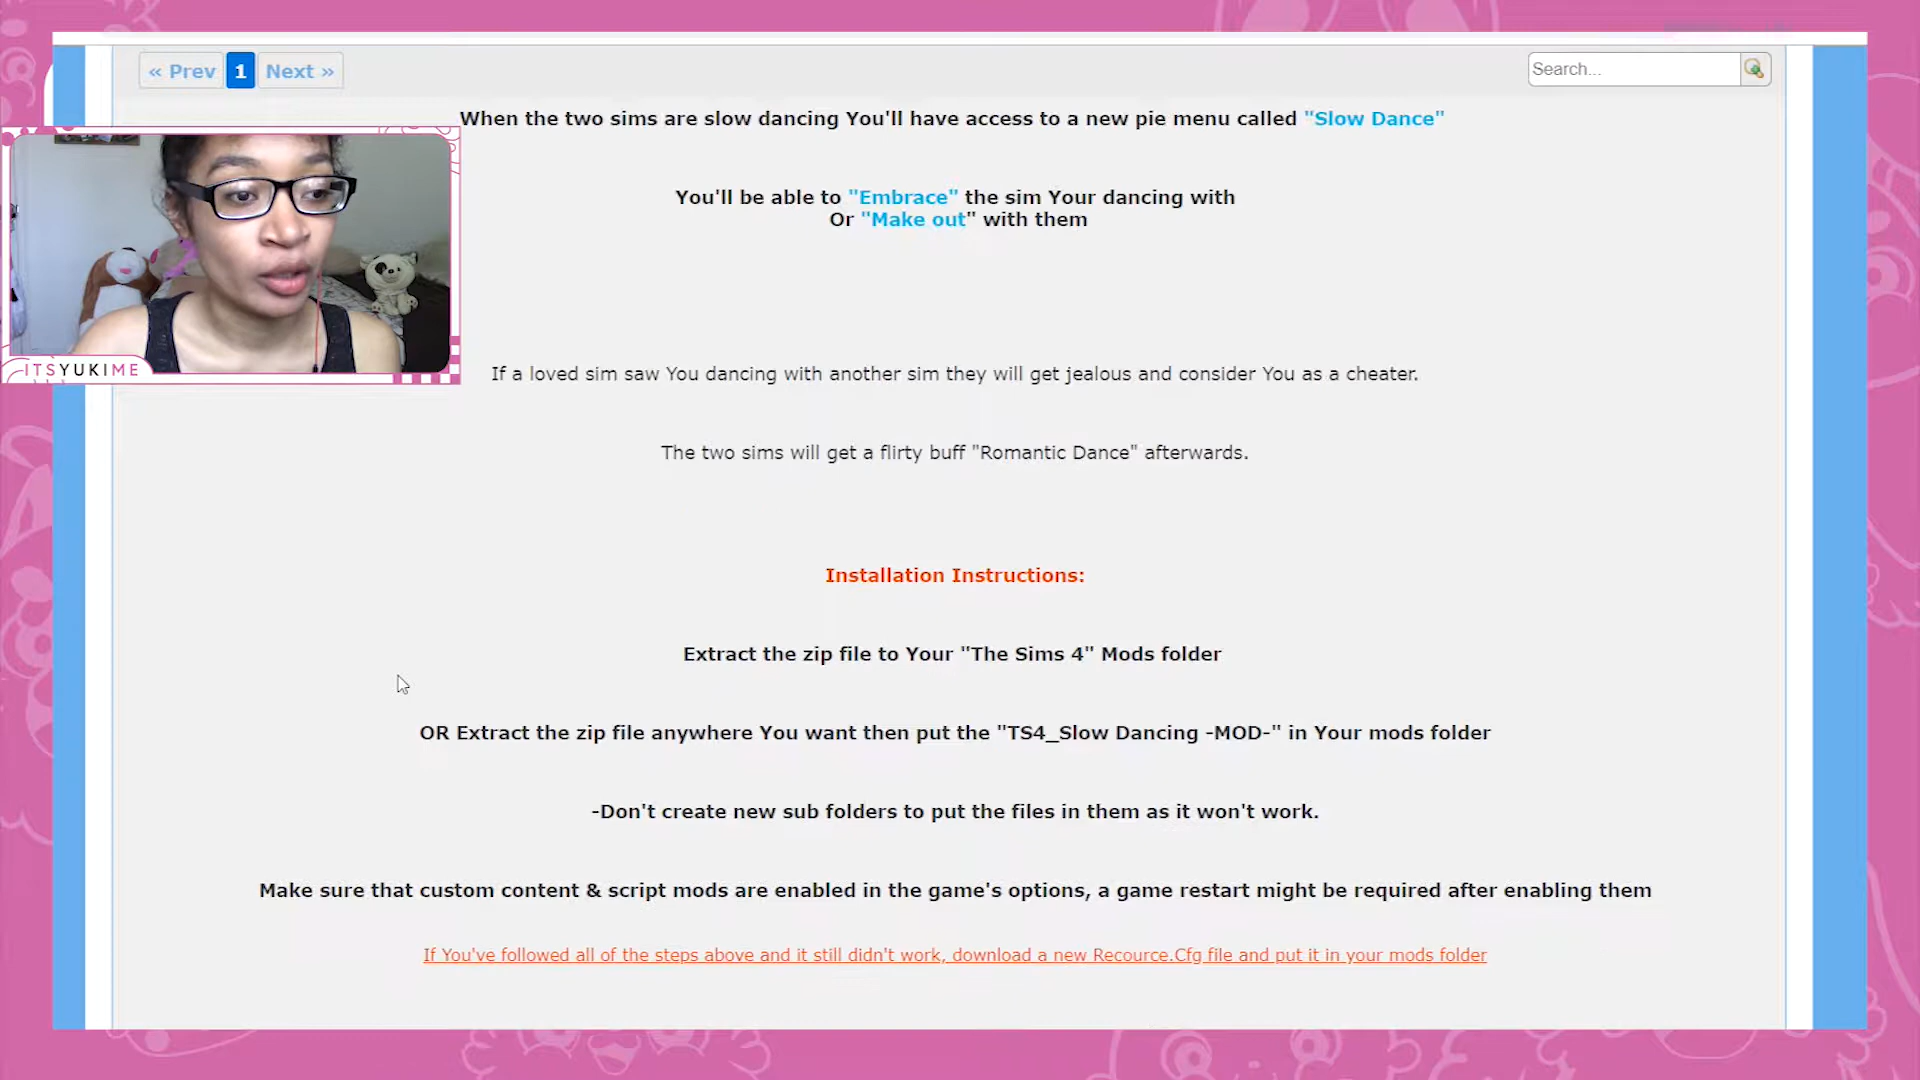 « Prev 1 Next »
Search...
When the two sims are slow dancing You'll have access to a new pie menu called "Slow Dance"
You'll be able to "Embrace" the sim Your dancing with
Or "Make out" with them
ITSYUKIME
If a loved sim saw You dancing with another sim they will get jealous and consider You as a cheater.
The two sims will get a flirty buff "Romantic Dance" afterwards.
Installation Instructions:
Extract the zip file to Your "The Sims 4" Mods folder
OR Extract the zip file anywhere You want then put the "TS4_Slow Dancing -MOD-" in Your mods folder
-Don't create new sub folders to put the files in them as it won't work.
Make sure that custom content & script mods are enabled in the game's options, a game restart might be required after enabling them
If You've followed all of the steps above and it still didn't work, download a new Recource.Cfg file and put it in your mods folder